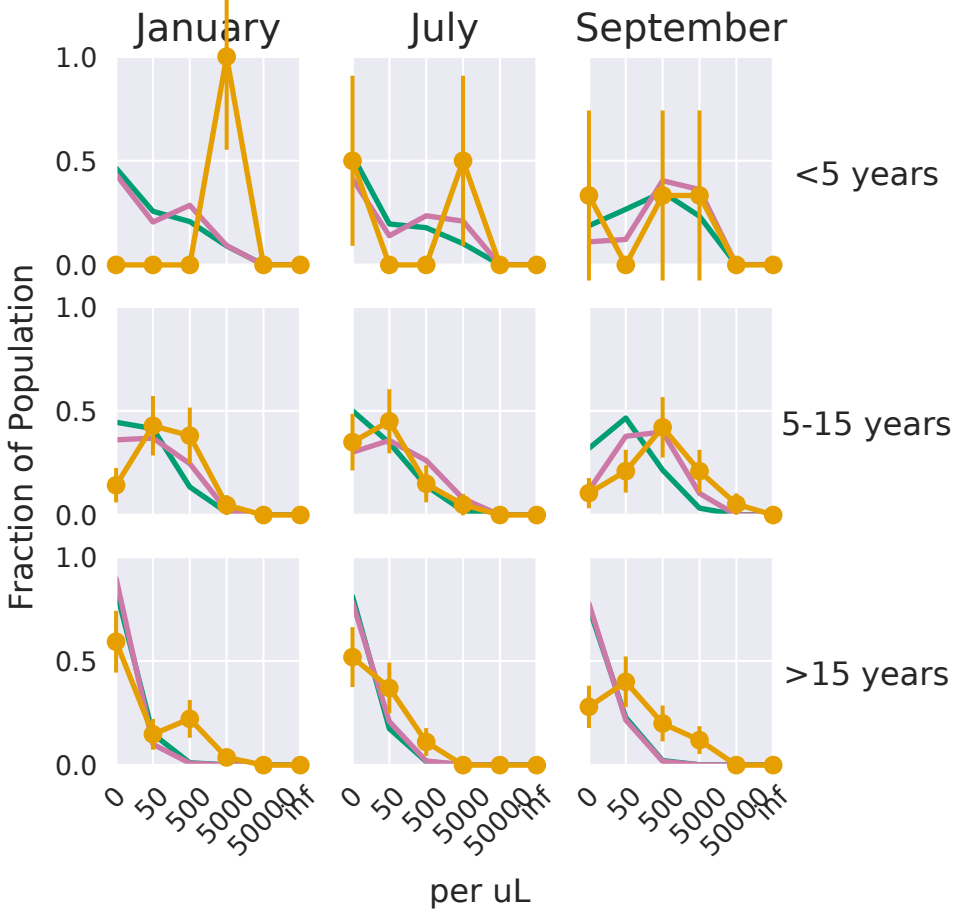 January July September
1.0
0.5
0.0
<5 years
1.0
0.5
0.0
5-15 years
1.0
0.5
0.0
>15 years
Fraction of Population
0 50 500 5000 50000 inf
0 50 500 5000 50000 inf
0 50 500 5000 50000 inf
per uL